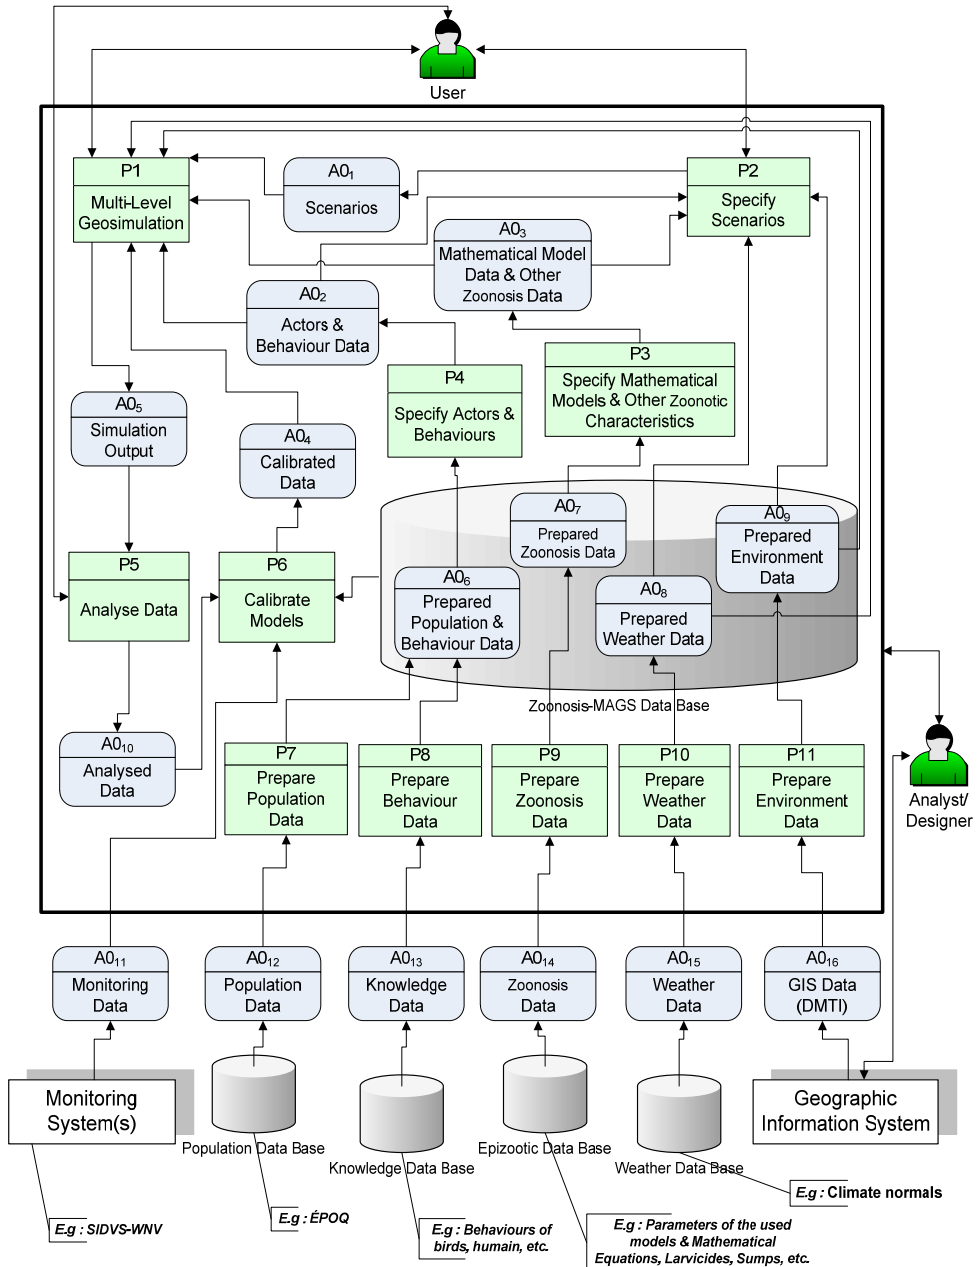 User
P1
Multi-Level
Geosimulation
A0₁
Scenarios
P2
Specify
Scenarios
A0₃
Mathematical Model
Data & Other
Zoonosis Data
A0₂
Actors &
Behaviour Data
P3
Specify Mathematical
Models & Other Zoonotic
Characteristics
P4
Specify Actors &
Behaviours
A0₅
Simulation
Output
A0₄
Calibrated
Data
A0₇
Prepared
Zoonosis Data
A0₉
Prepared
Environment
Data
P5
Analyse Data
P6
Calibrate
Models
A0₆
Prepared
Population &
Behaviour Data
A0₈
Prepared
Weather Data
Zoonosis-MAGS Data Base
A0₁₀
Analysed
Data
P7
Prepare
Population
Data
P8
Prepare
Behaviour
Data
P9
Prepare
Zoonosis
Data
P10
Prepare
Weather
Data
P11
Prepare
Environment
Data
Analyst/
Designer
A0₁₁
Monitoring
Data
A0₁₂
Population
Data
A0₁₃
Knowledge
Data
A0₁₄
Zoonosis
Data
A0₁₅
Weather
Data
A0₁₆
GIS Data
(DMTI)
Monitoring
System(s)
Population Data Base
Knowledge Data Base
Epizootic Data Base
Weather Data Base
Geographic
Information System
E.g : SIDVS-WNV
E.g : ÉPOQ
E.g : Behaviours of
birds, humain, etc.
E.g : Parameters of the used
models & Mathematical
Equations, Larvicides, Sumps, etc.
E.g : Climate normals